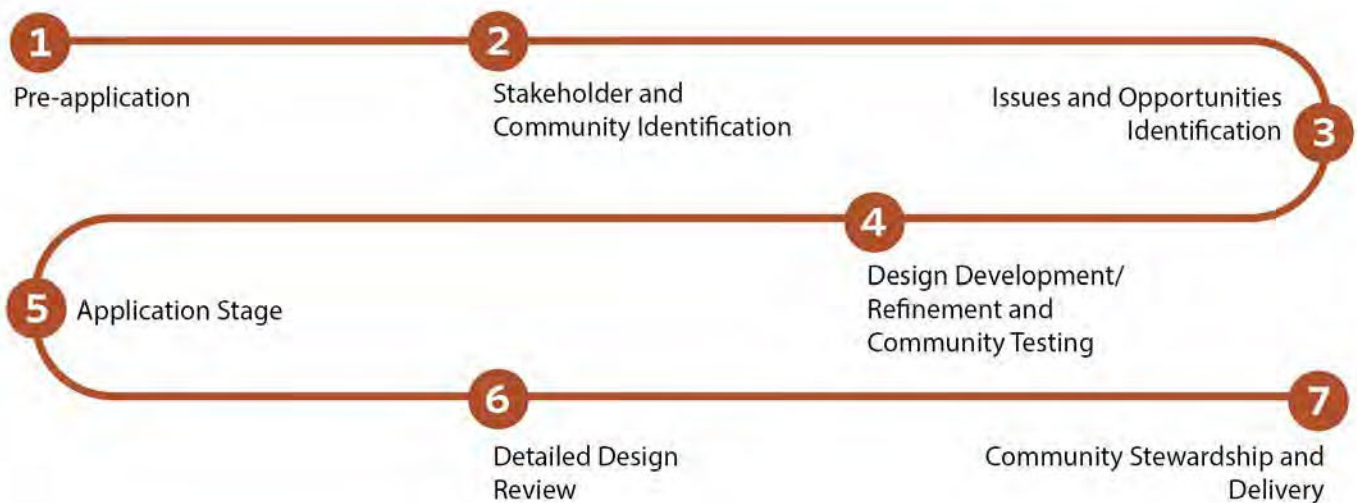 1
Pre-application
2
Stakeholder and
Community Identification
Issues and Opportunities
Identification
3
4
Design Development/
Refinement and
Community Testing
5
Application Stage
6
Detailed Design
Review
7
Community Stewardship and
Delivery